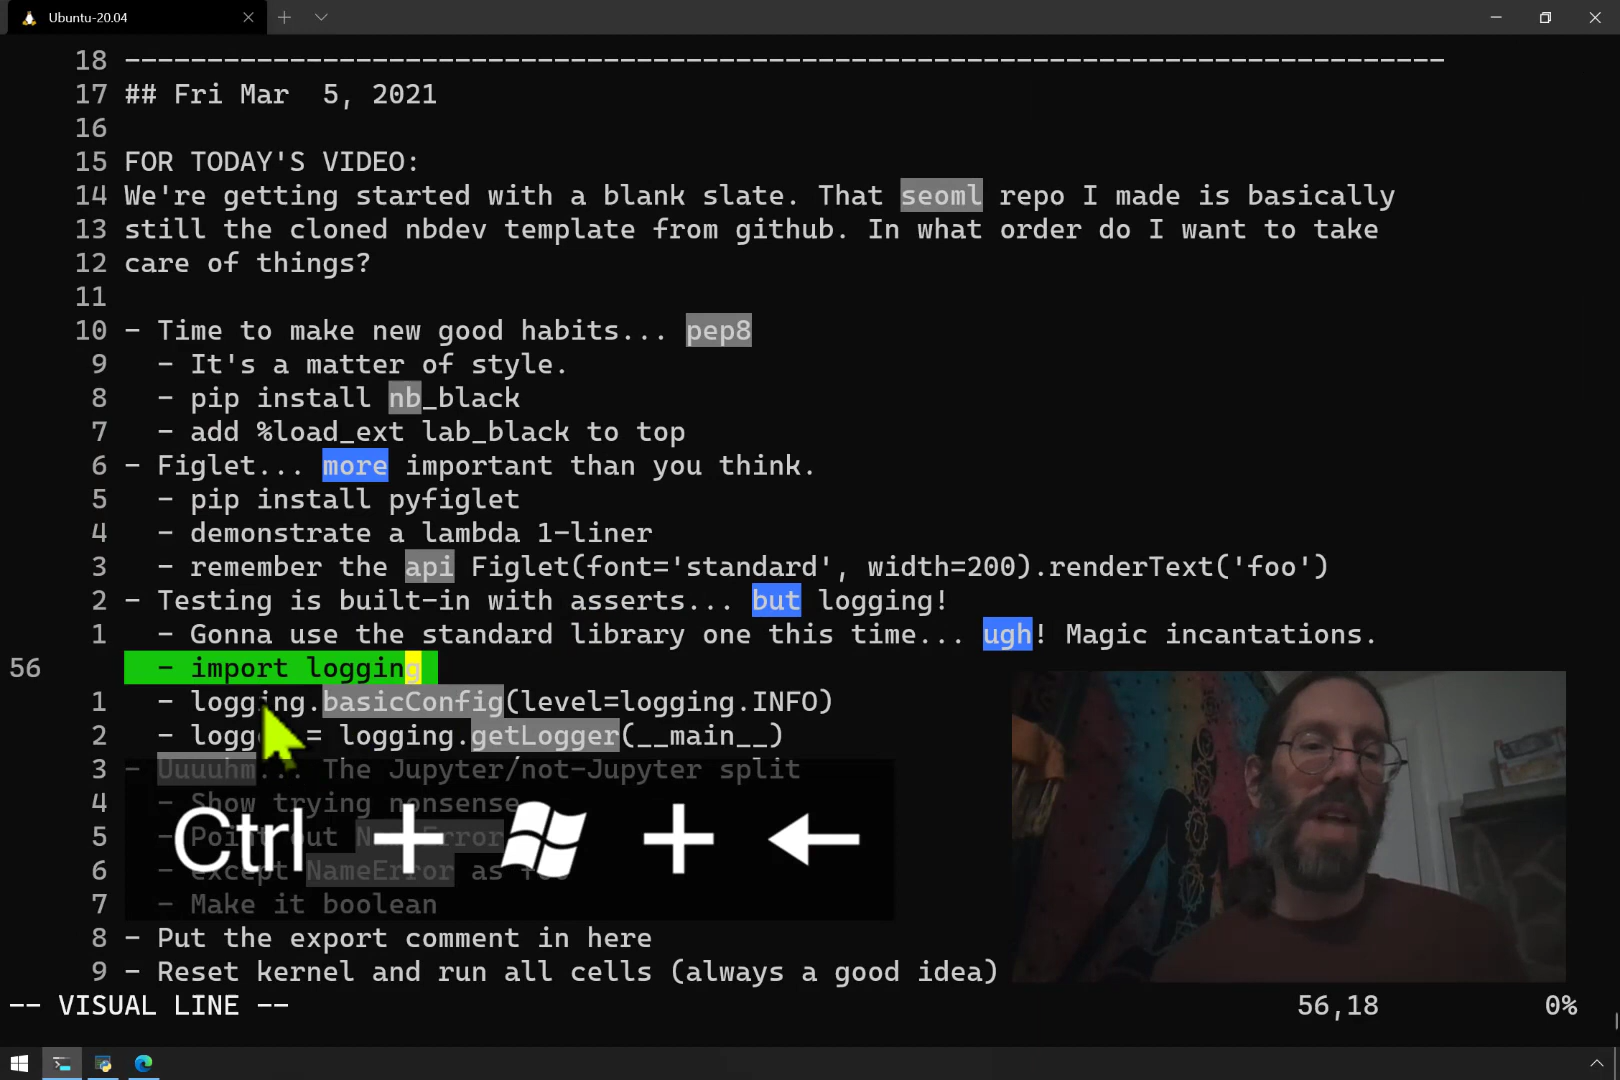 Ubuntu-20.04
18 --------------------------------------------------------------------------------
17 ## Fri Mar  5, 2021
16
15 FOR TODAY'S VIDEO:
14 We're getting started with a blank slate. That seoml repo I made is basically
13 still the cloned nbdev template from github. In what order do I want to take
12 care of things?
11
10 - Time to make new good habits... pep8
9   - It's a matter of style.
8   - pip install nb_black
7   - add %load_ext lab_black to top
6 - Figlet... more important than you think.
5   - pip install pyfiglet
4   - demonstrate a lambda 1-liner
3   - remember the api Figlet(font='standard', width=200).renderText('foo')
2 - Testing is built-in with asserts... but logging!
1   - Gonna use the standard library one this time... ugh! Magic incantations.
56   - import logging
1   - logging.basicConfig(level=logging.INFO)
2   - logg = logging.getLogger(__main__)
3 - Uuuuhm... The Jupyter/not-Jupyter split
4   - Show trying nonsense
5   - Point out NameError
6   - except NameError as foo
7   - Make it boolean
Ctrl + + ←
8 - Put the export comment in here
9 - Reset kernel and run all cells (always a good idea)
-- VISUAL LINE -- 56,18 0%